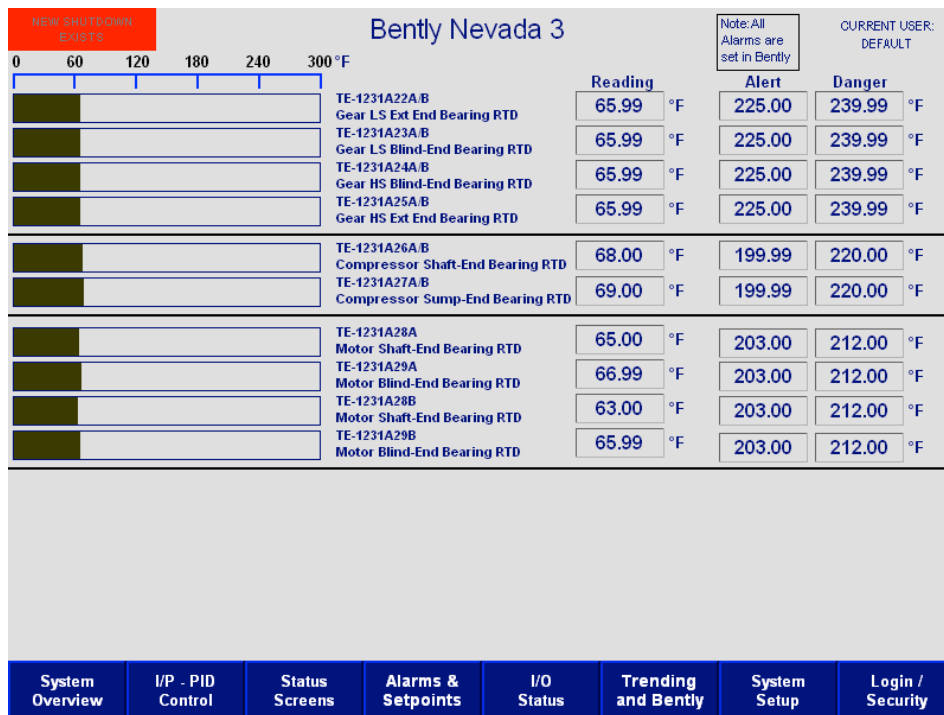 NEW SHUTDOWN
EXISTS
Bently Nevada 3
Note:All
Alarms are
set in Bently
CURRENT USER:
DEFAULT
0 60 120 180 240 300 °F
Reading Alert Danger
TE-1231A22A/B
Gear LS Ext End Bearing RTD
65.99 °F 225.00 239.99 °F
TE-1231A23A/B
Gear LS Blind-End Bearing RTD
65.99 °F 225.00 239.99 °F
TE-1231A24A/B
Gear HS Blind-End Bearing RTD
65.99 °F 225.00 239.99 °F
TE-1231A25A/B
Gear HS Ext End Bearing RTD
65.99 °F 225.00 239.99 °F
TE-1231A26A/B
Compressor Shaft-End Bearing RTD
68.00 °F 199.99 220.00 °F
TE-1231A27A/B
Compressor Sump-End Bearing RTD
69.00 °F 199.99 220.00 °F
TE-1231A28A
Motor Shaft-End Bearing RTD
65.00 °F 203.00 212.00 °F
TE-1231A29A
Motor Blind-End Bearing RTD
66.99 °F 203.00 212.00 °F
TE-1231A28B
Motor Shaft-End Bearing RTD
63.00 °F 203.00 212.00 °F
TE-1231A29B
Motor Blind-End Bearing RTD
65.99 °F 203.00 212.00 °F
System
Overview
I/P - PID
Control
Status
Screens
Alarms &
Setpoints
I/O
Status
Trending
and Bently
System
Setup
Login /
Security